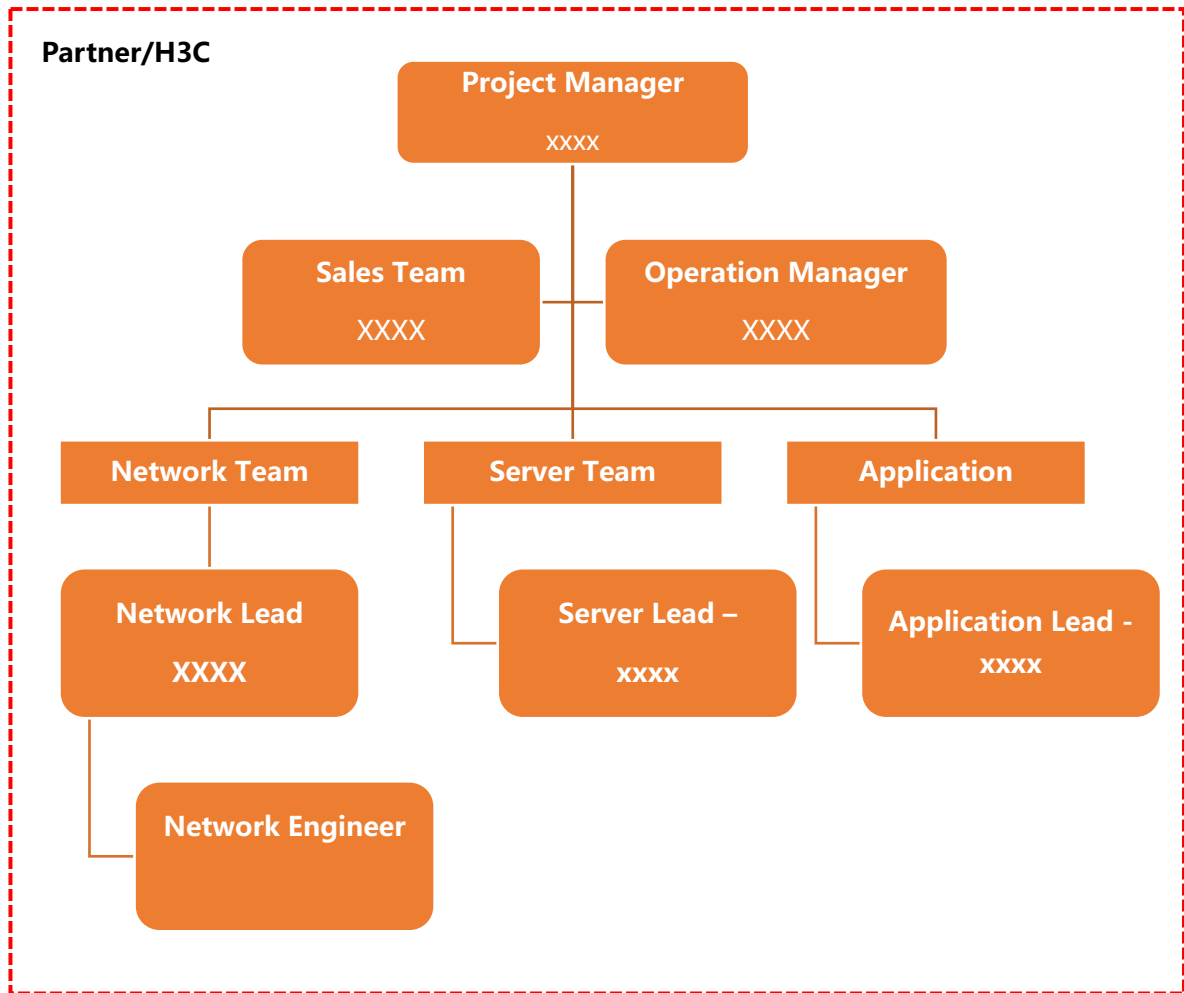 Partner/H3C
Project Manager
xxxx
Sales Team
XXXX
Operation Manager
XXXX
Network Team
Server Team
Application
Network Lead
XXXX
Server Lead –
xxxx
Application Lead -
xxxx
Network Engineer